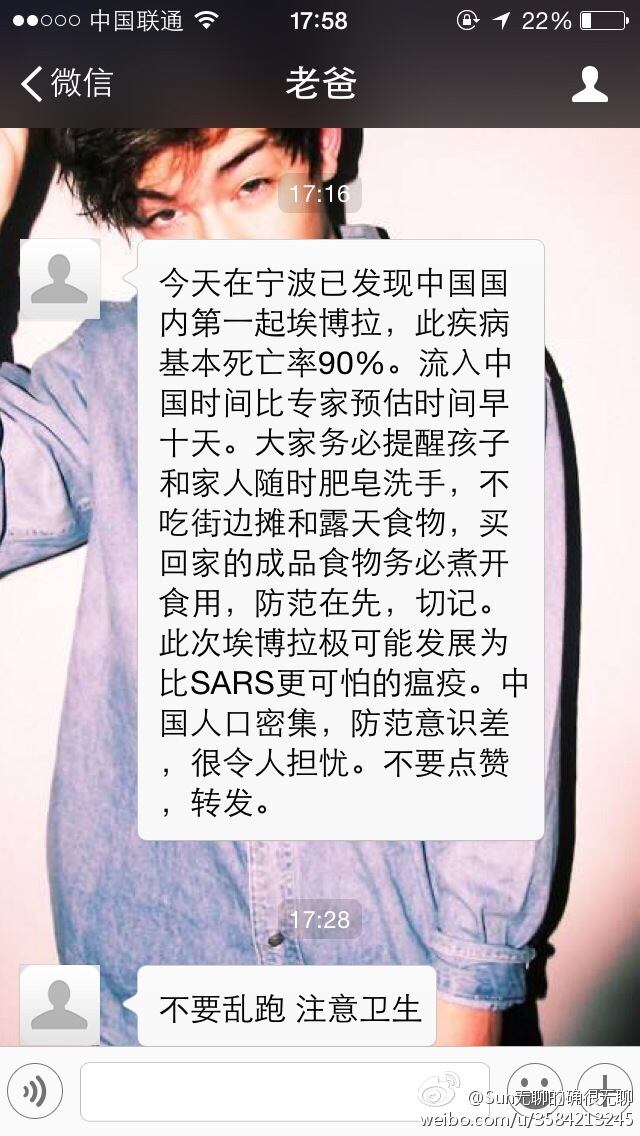 中国联通 17:58 22%
微信 老爸
17:16
今天在宁波已发现中国国
内第一起埃博拉，此疾病
基本死亡率90%。流入中
国时间比专家预估时间早
十天。大家务必提醒孩子
和家人随时肥皂洗手，不
吃街边摊和露天食物，买
回家的成品食物务必煮开
食用，防范在先，切记。
此次埃博拉极可能发展为
比SARS更可怕的瘟疫。中
国人口密集，防范意识差
，很令人担忧。不要点赞
，转发。
17:28
不要乱跑 注意卫生
@Sun无聊的确很无聊
weibo.com/u/3584213245